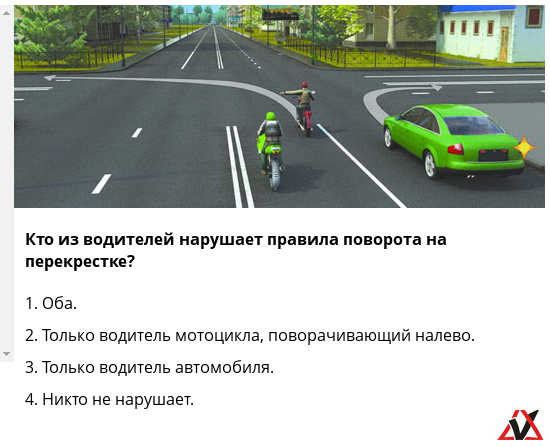 Кто из водителей нарушает правила поворота на
перекрестке?
1. Оба.
2. Только водитель мотоцикла, поворачивающий налево.
3. Только водитель автомобиля.
4. Никто не нарушает.